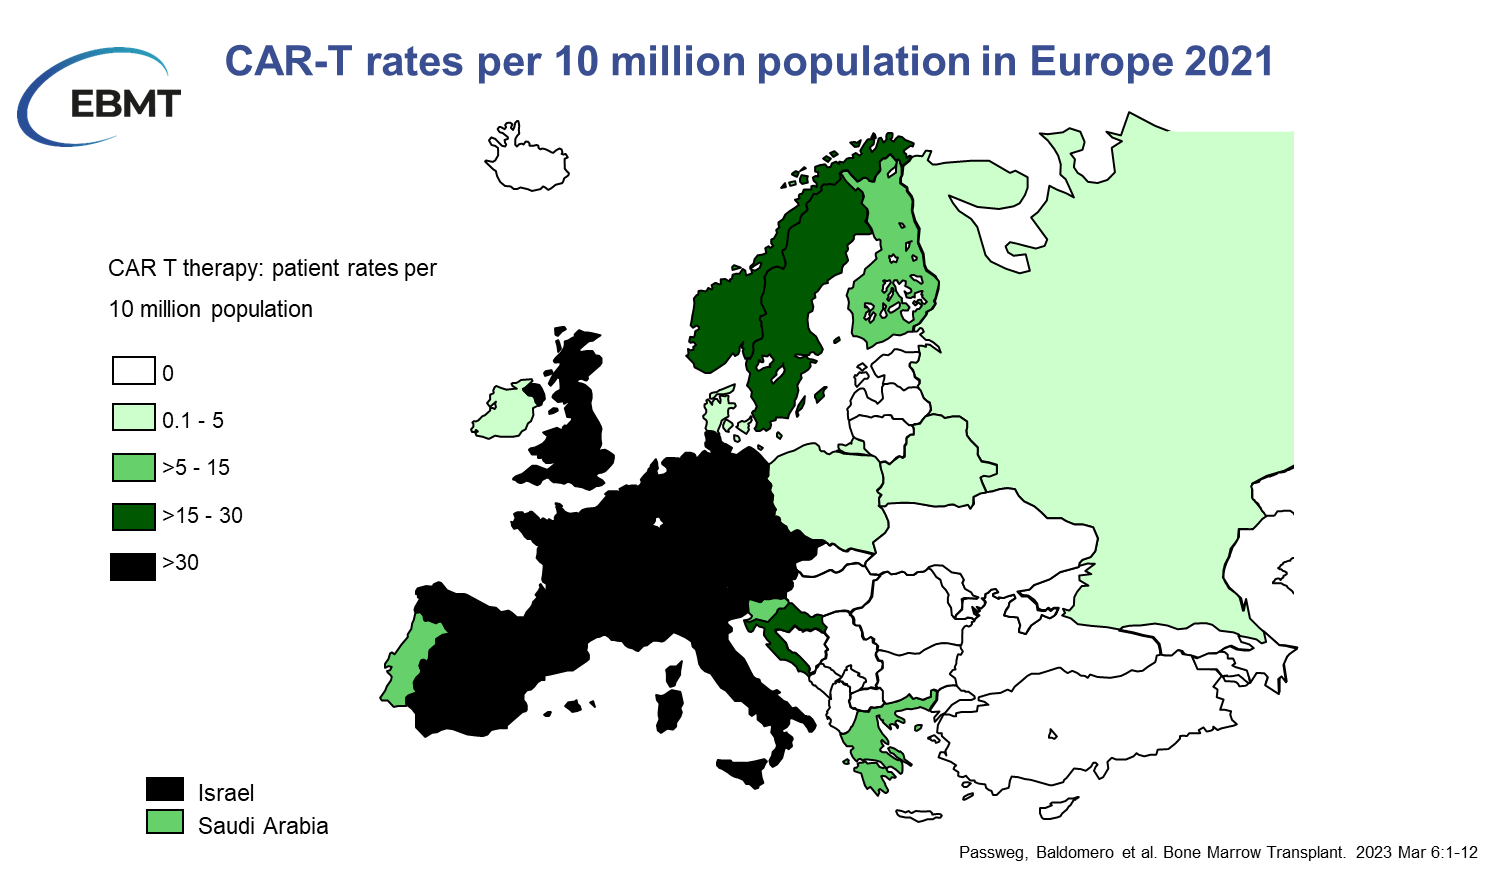 CAR-T rates per 10 million population in Europe 2021
EBMT
CAR T therapy: patient rates per
10 million population
0
0.1 - 5
>5 - 15
>15 - 30
>30
Israel
Saudi Arabia
Passweg, Baldomero et al. Bone Marrow Transplant. 2023 Mar 6:1-12